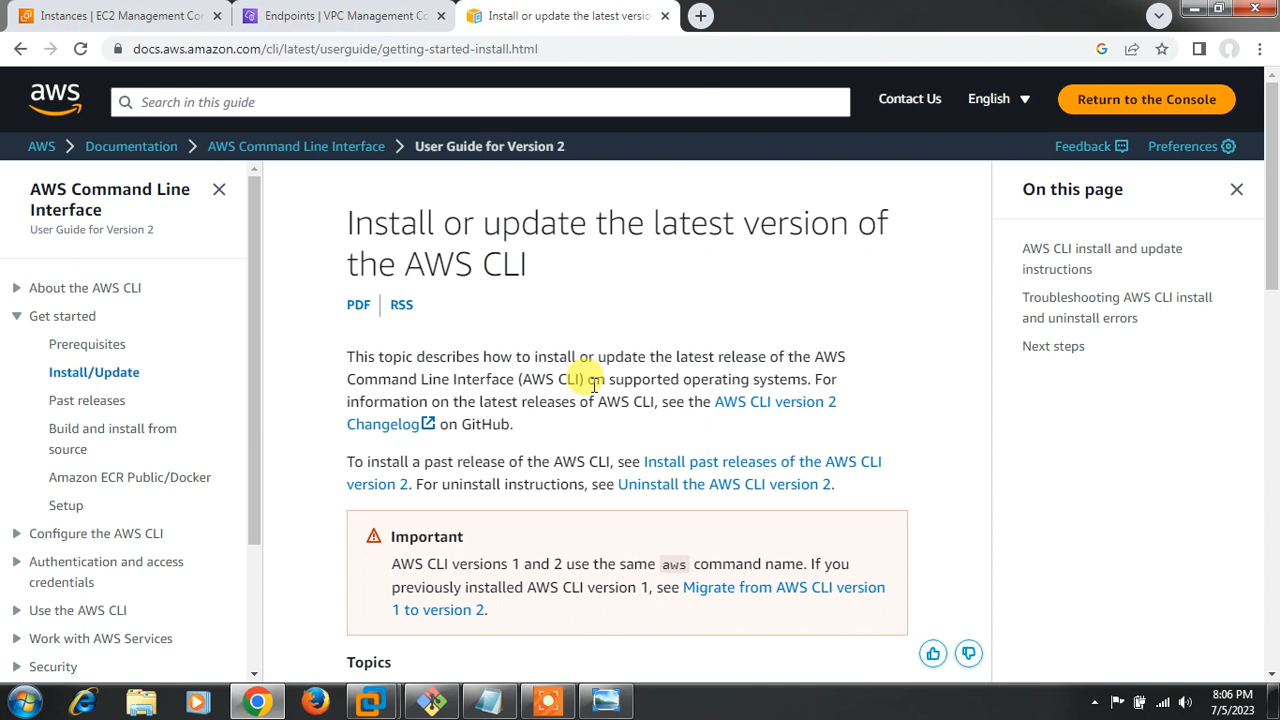 Instances | EC2 Management Con
Endpoints | VPC Management Co
Install or update the latest versio
docs.aws.amazon.com/cli/latest/userguide/getting-started-install.html
aws
Search in this guide
Contact Us
English
Return to the Console
AWS
Documentation
AWS Command Line Interface
User Guide for Version 2
Feedback
Preferences
AWS Command Line
Interface
User Guide for Version 2
About the AWS CLI
Get started
Prerequisites
Install/Update
Past releases
Build and install from
source
Amazon ECR Public/Docker
Setup
Configure the AWS CLI
Authentication and access
credentials
Use the AWS CLI
Work with AWS Services
Security
Install or update the latest version of
the AWS CLI
PDF
RSS
This topic describes how to install or update the latest release of the AWS
Command Line Interface (AWS CLI) on supported operating systems. For
information on the latest releases of AWS CLI, see the AWS CLI version 2
Changelog on GitHub.
To install a past release of the AWS CLI, see Install past releases of the AWS CLI
version 2. For uninstall instructions, see Uninstall the AWS CLI version 2.
Important
AWS CLI versions 1 and 2 use the same aws command name. If you
previously installed AWS CLI version 1, see Migrate from AWS CLI version
1 to version 2.
Topics
On this page
AWS CLI install and update
instructions
Troubleshooting AWS CLI install
and uninstall errors
Next steps
8:06 PM
7/5/2023